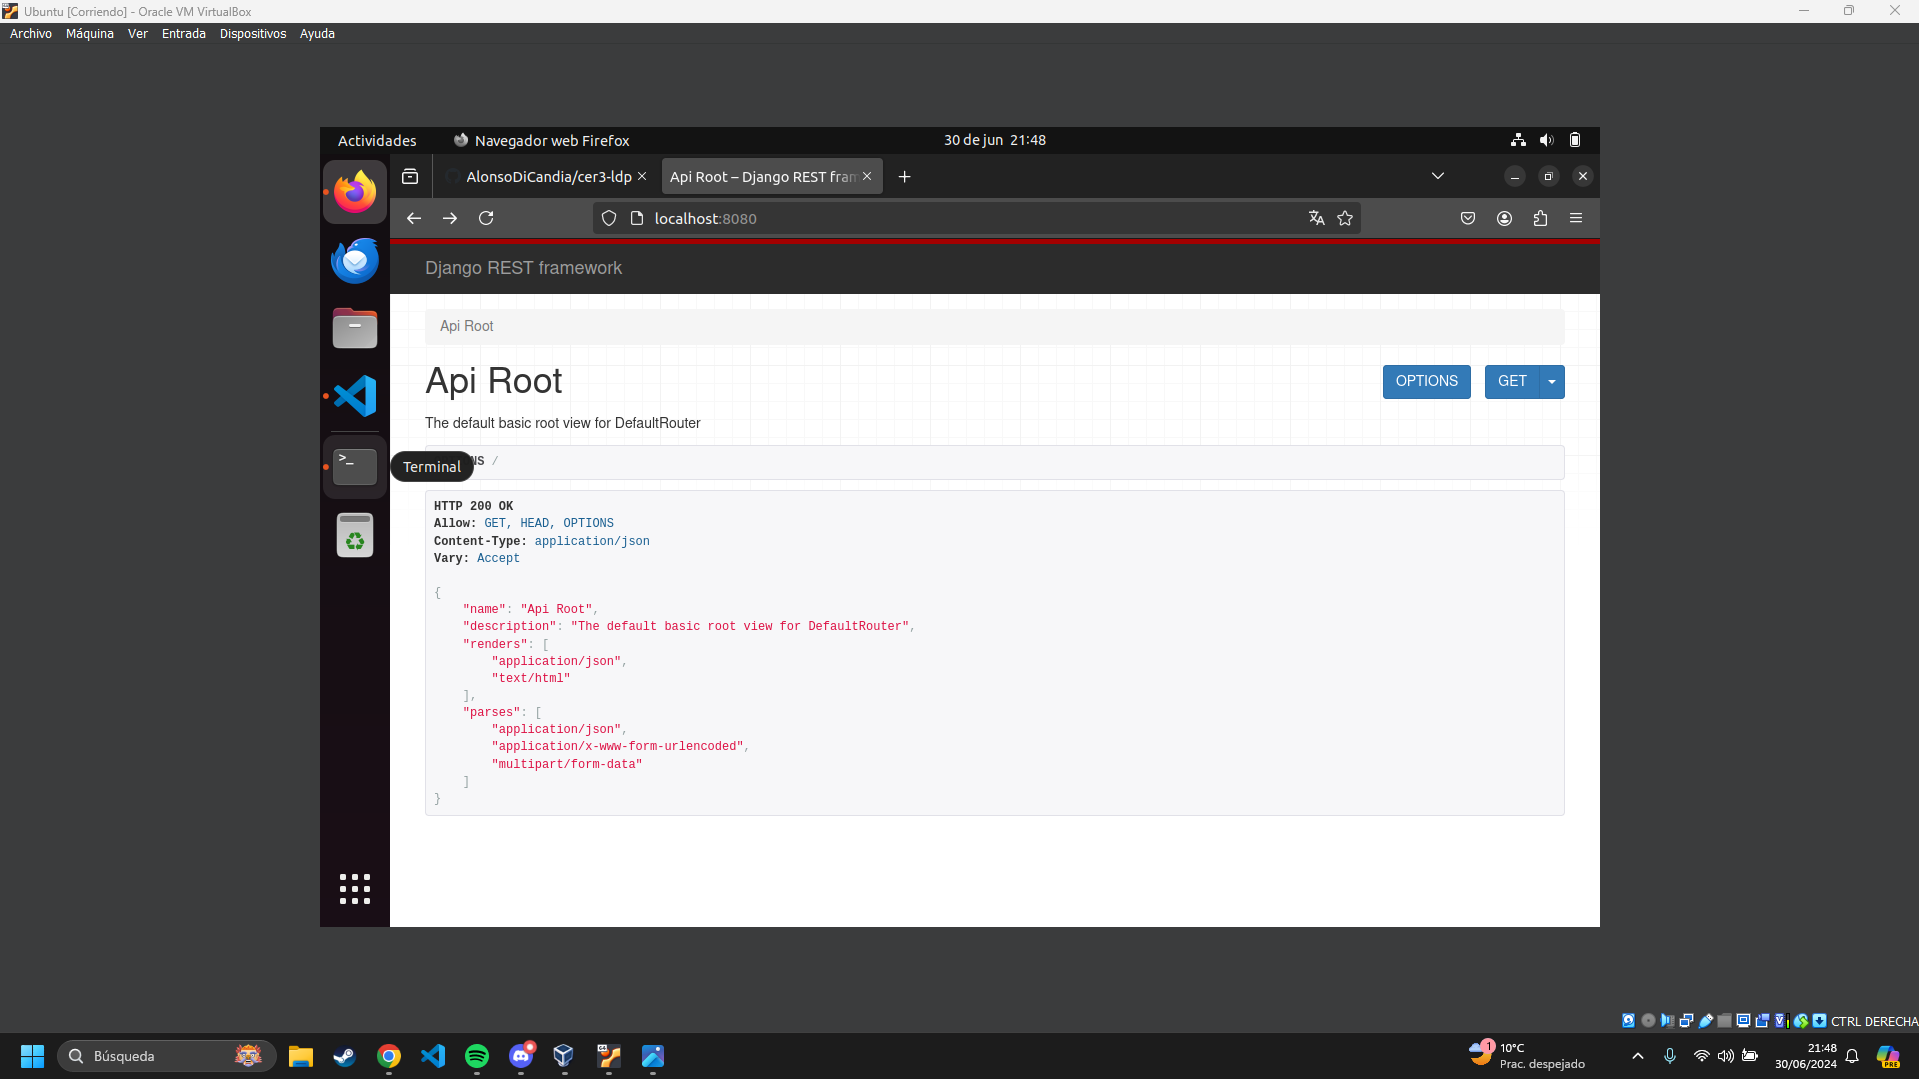 Ubuntu [Corriendo] - Oracle VM VirtualBox
Archivo Máquina Ver Entrada Dispositivos Ayuda
Actividades Navegador web Firefox 30 de jun 21:48
AlonsoDiCandia/cer3-ldp Api Root – Django REST fram
localhost:8080
Django REST framework
Api Root
Api Root
OPTIONS GET
The default basic root view for DefaultRouter
NS /
Terminal
HTTP 200 OK
Allow: GET, HEAD, OPTIONS
Content-Type: application/json
Vary: Accept
{
"name": "Api Root",
"description": "The default basic root view for DefaultRouter",
"renders": [
"application/json",
"text/html"
],
"parses": [
"application/json",
"application/x-www-form-urlencoded",
"multipart/form-data"
]
}
CTRL DERECHA
Búsqueda
1
10°C
Prac. despejado
21:48
30/06/2024
PRE